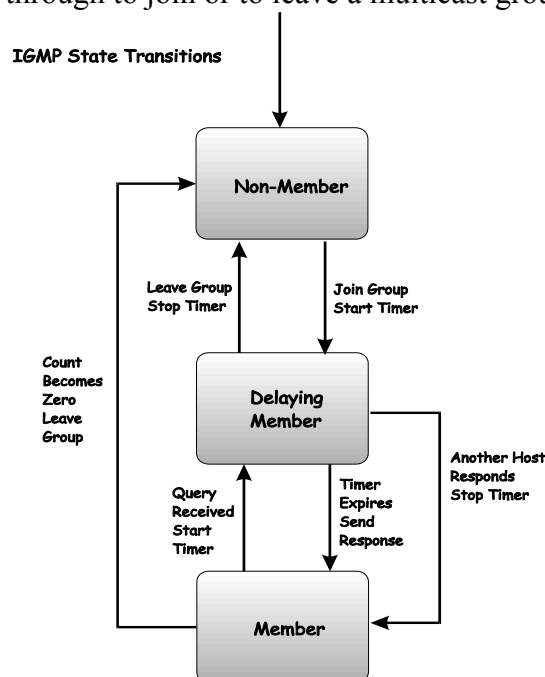 through to join or to leave a multicast grou
IGMP State Transitions
Non-Member
Leave Group
Stop Timer
Join Group
Start Timer
Count
Becomes
Zero
Leave
Group
Delaying
Member
Another Host
Responds
Stop Timer
Query
Received
Start
Timer
Timer
Expires
Send
Response
Member